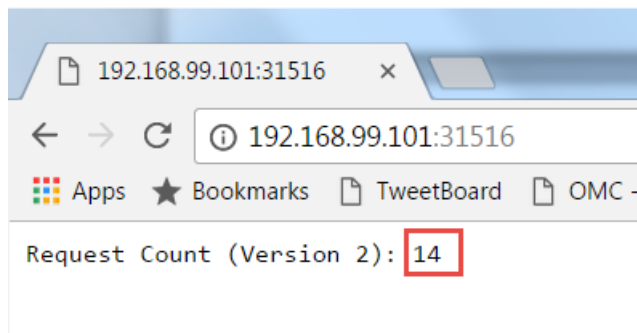 192.168.99.101:31516
192.168.99.101:31516
Apps Bookmarks TweetBoard OMC -
Request Count (Version 2): 14